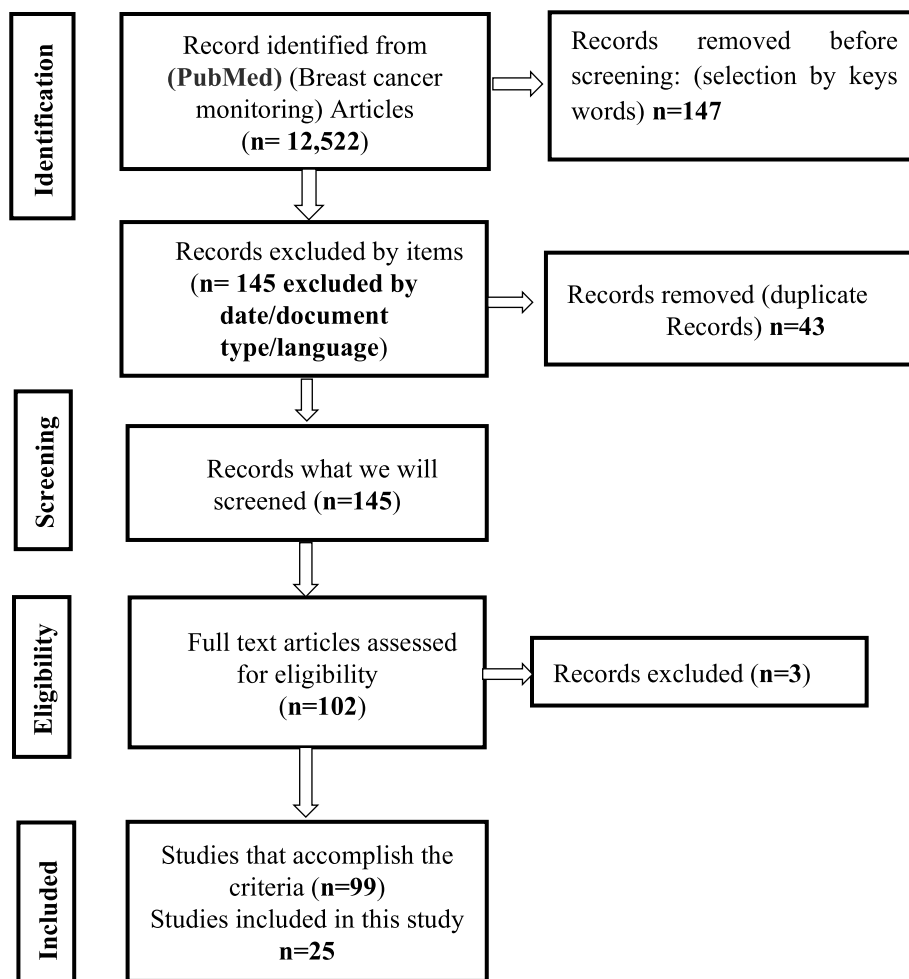 Identification
Record identified from
(PubMed) (Breast cancer
monitoring) Articles
(n= 12,522)
Records removed before
screening: (selection by keys
words) n=147
Records excluded by items
(n= 145 excluded by
date/document
type/language)
Records removed (duplicate
Records) n=43
Screening
Records what we will
screened (n=145)
Eligibility
Full text articles assessed
for eligibility
(n=102)
Records excluded (n=3)
Included
Studies that accomplish the
criteria (n=99)
Studies included in this study
n=25